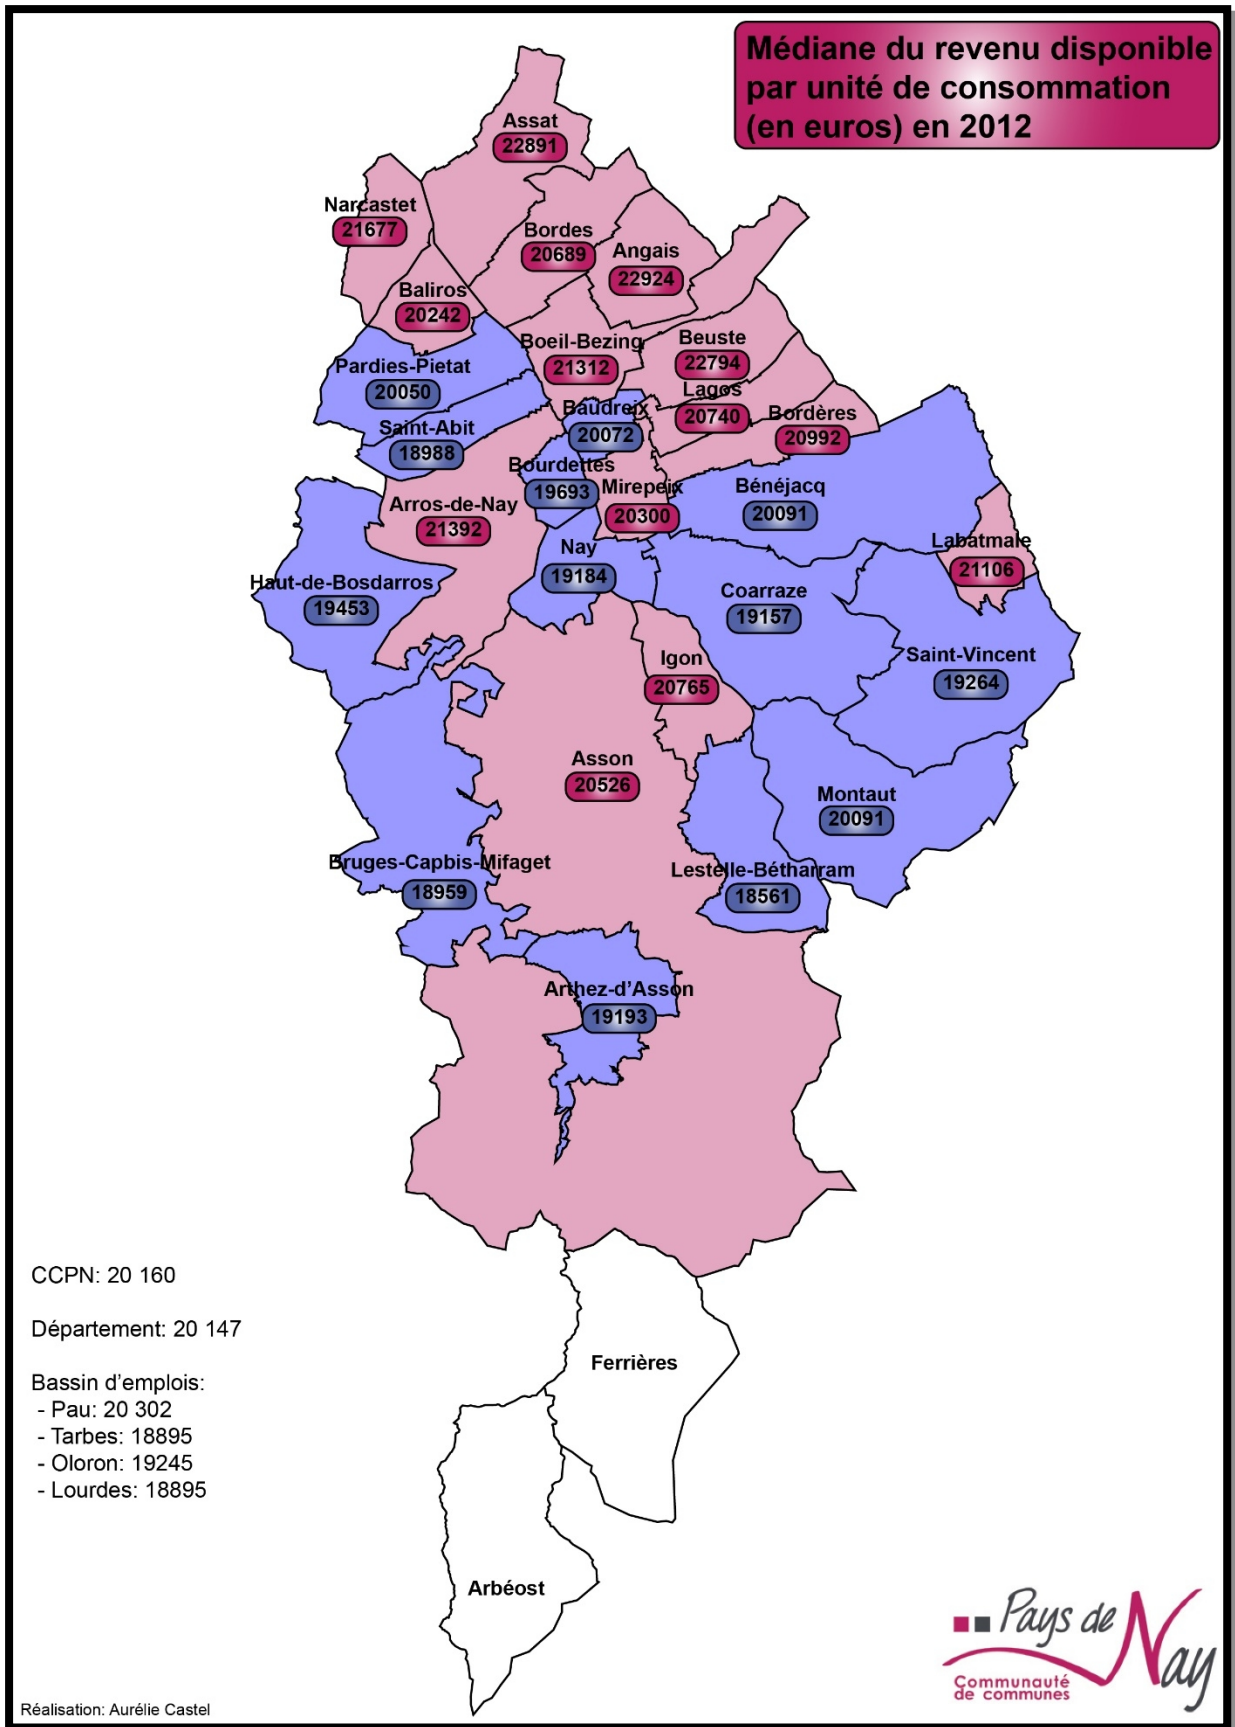 Médiane du revenu disponible
par unité de consommation
(en euros) en 2012
Assat
22891
Narcastet
21677
Bordes
20689
Angais
22924
Baliros
20242
Boeil-Bezing
21312
Beuste
22794
Pardies-Pietat
20050
Lagos
20740
Baudreix
20072
Bordères
20992
Saint-Abit
18988
Bourdettes
19693
Mirepeix
20300
Bénéjacq
20091
Arros-de-Nay
21392
Labatmale
21106
Nay
19184
Haut-de-Bosdarros
19453
Coarraze
19157
Saint-Vincent
19264
Igon
20765
Asson
20526
Montaut
20091
Bruges-Capbis-Mifaget
18959
Lestelle-Bétharram
18561
Arthez-d'Asson
19193
CCPN: 20 160
Département: 20 147
Bassin d'emplois:
- Pau: 20 302
- Tarbes: 18895
- Oloron: 19245
- Lourdes: 18895
Ferrières
Arbéost
Pays de Nay
Communauté
de communes
Réalisation: Aurélie Castel